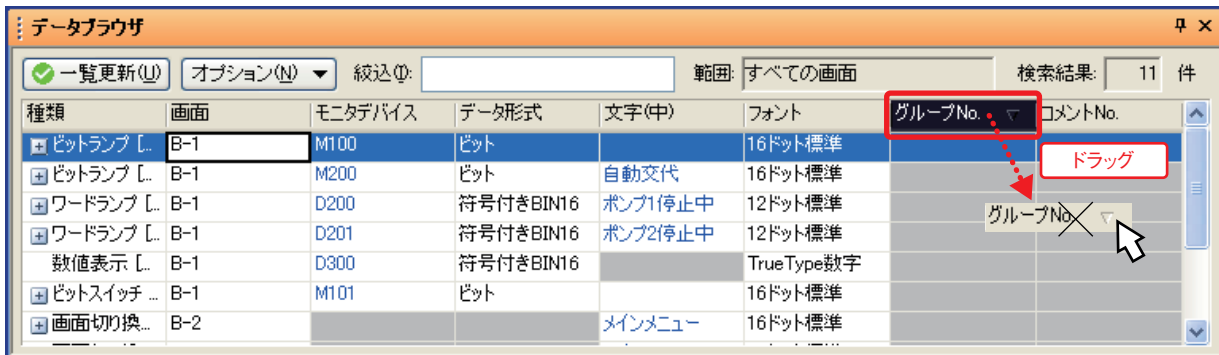 データブラウザ
一覧更新(U) オプション(N) ▼ 絞込(I): 範囲: すべての画面 検索結果: 11 件
種類 画面 モニタデバイス データ形式 文字(中) フォント グループNo. コメントNo.
ビットランプ [... B-1 M100 ビット 16ドット標準
ドラッグ
ビットランプ [... B-1 M200 ビット 自動交代 16ドット標準
ワードランプ [... B-1 D200 符号付きBIN16 ポンプ1停止中 12ドット標準
グループNo.
ワードランプ [... B-1 D201 符号付きBIN16 ポンプ2停止中 12ドット標準
数値表示 [... B-1 D300 符号付きBIN16 TrueType数字
ビットスイッチ ... B-1 M101 ビット 16ドット標準
画面切り換... B-2 メインメニュー 16ドット標準